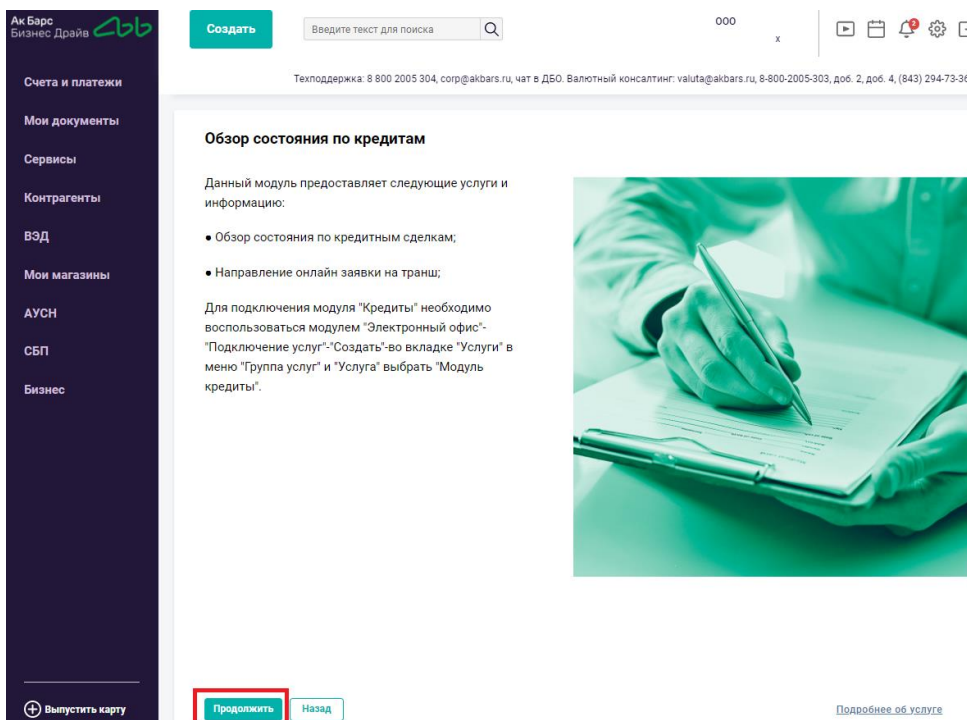 Ак Барс
Бизнес Драйв
Создать
Введите текст для поиска
ООО
x
2
Техподдержка: 8 800 2005 304, corp@akbars.ru, чат в ДБО. Валютный консалтинг: valuta@akbars.ru, 8-800-2005-303, доб. 2, доб. 4, (843) 294-73-36
Счета и платежи
Мои документы
Сервисы
Контрагенты
ВЭД
Мои магазины
АУСН
СБП
Бизнес
Выпустить карту
Обзор состояния по кредитам
Данный модуль предоставляет следующие услуги и
информацию:
● Обзор состояния по кредитным сделкам;
● Направление онлайн заявки на транш;
Для подключения модуля "Кредиты" необходимо
воспользоваться модулем "Электронный офис"-
"Подключение услуг"-"Создать"-во вкладке "Услуги" в
меню "Группа услуг" и "Услуга" выбрать "Модуль
кредиты".
Продолжить
Назад
Подробнее об услуге